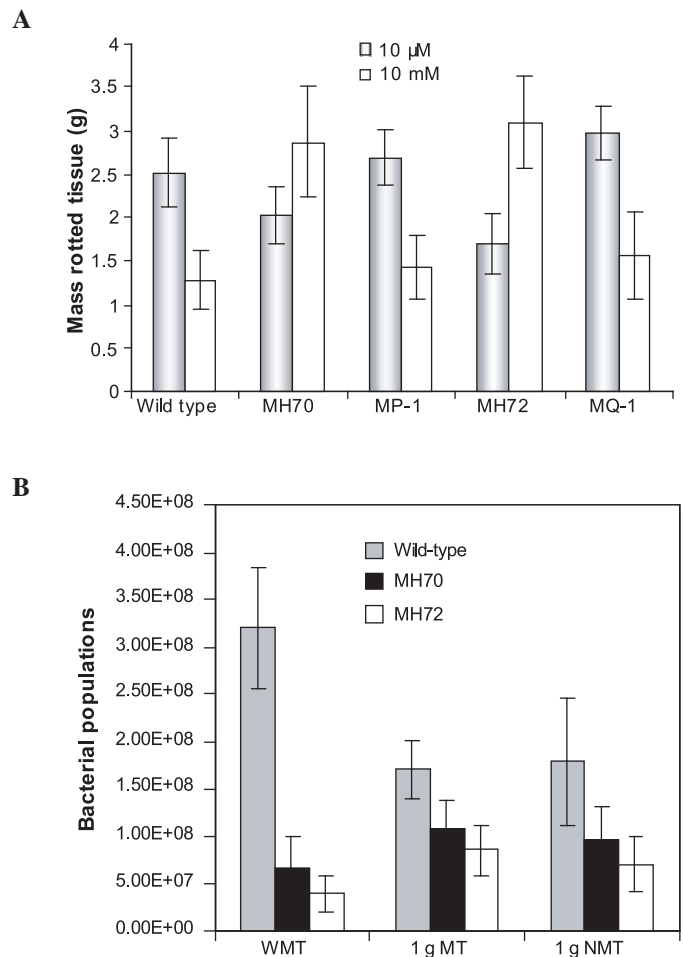 A
10 µM
10 mM
Mass rotted tissue (g)
4
3.5
3
2.5
2
1.5
1
0.5
0
Wild type MH70 MP-1 MH72 MQ-1
B
Bacterial populations
4.50E+08
4.00E+08
3.50E+08
3.00E+08
2.50E+08
2.00E+08
1.50E+08
1.00E+08
5.00E+07
0.00E+00
Wild-type
MH70
MH72
WMT 1 g MT 1 g NMT